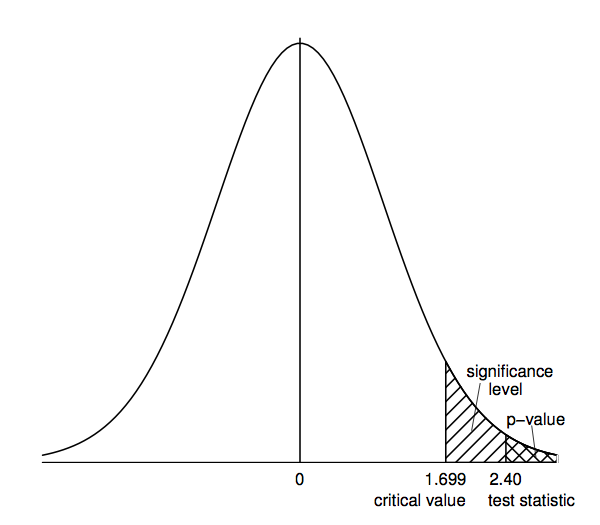 significance
level
p−value
0
1.699
2.40
critical value
test statistic